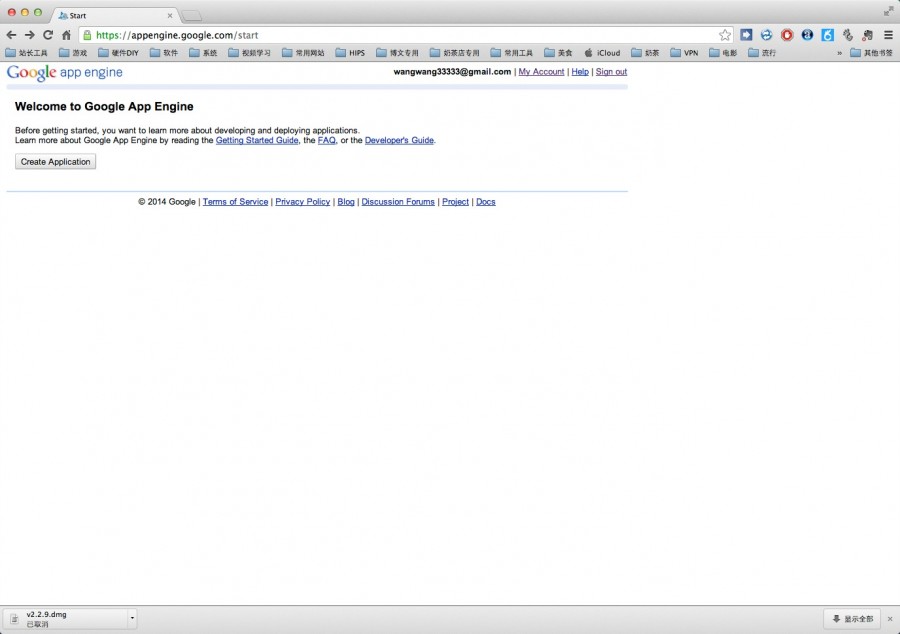 Start
https://appengine.google.com/start
站长工具 游戏 硬件DIY 软件 系统 视频学习 常用网站 HIPS 博文专用 奶茶店专用 常用工具 美食 iCloud 奶茶 VPN 电影 流行 » 其他书签
Google app engine
wangwang33333@gmail.com | My Account | Help | Sign out
Welcome to Google App Engine
Before getting started, you want to learn more about developing and deploying applications.
Learn more about Google App Engine by reading the Getting Started Guide, the FAQ, or the Developer's Guide.
Create Application
© 2014 Google | Terms of Service | Privacy Policy | Blog | Discussion Forums | Project | Docs
v2.2.9.dmg
已取消
显示全部